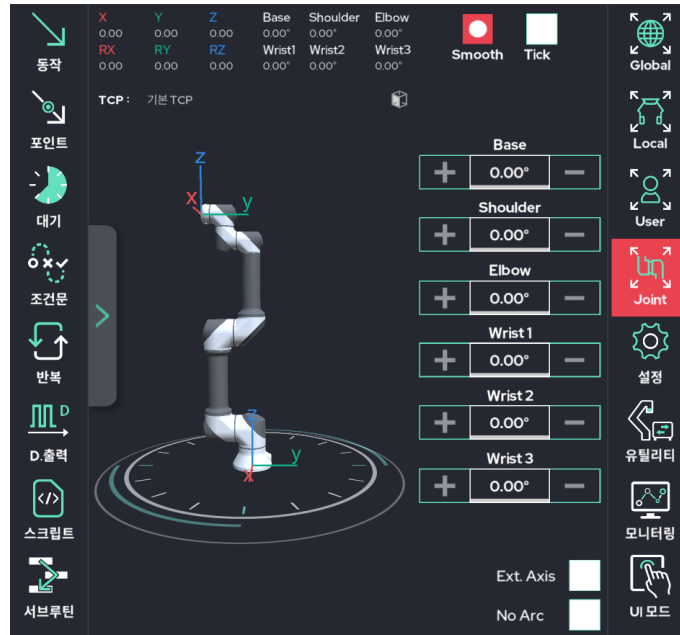 X Y Z Base Shoulder Elbow
0.00 0.00 0.00 0.00° 0.00° 0.00°
RX RY RZ Wrist1 Wrist2 Wrist3
0.00 0.00 0.00 0.00° 0.00° 0.00°
Smooth Tick
TCP : 기본 TCP
동작
포인트
대기
조건문
반복
D
D.출력
</>
스크립트
서브루틴
Z
X
y
Z
y
X
Base
+ 0.00° −
Shoulder
+ 0.00° −
Elbow
+ 0.00° −
Wrist 1
+ 0.00° −
Wrist 2
+ 0.00° −
Wrist 3
+ 0.00° −
Ext. Axis
No Arc
Global
Local
User
Joint
설정
유틸리티
모니터링
UI 모드